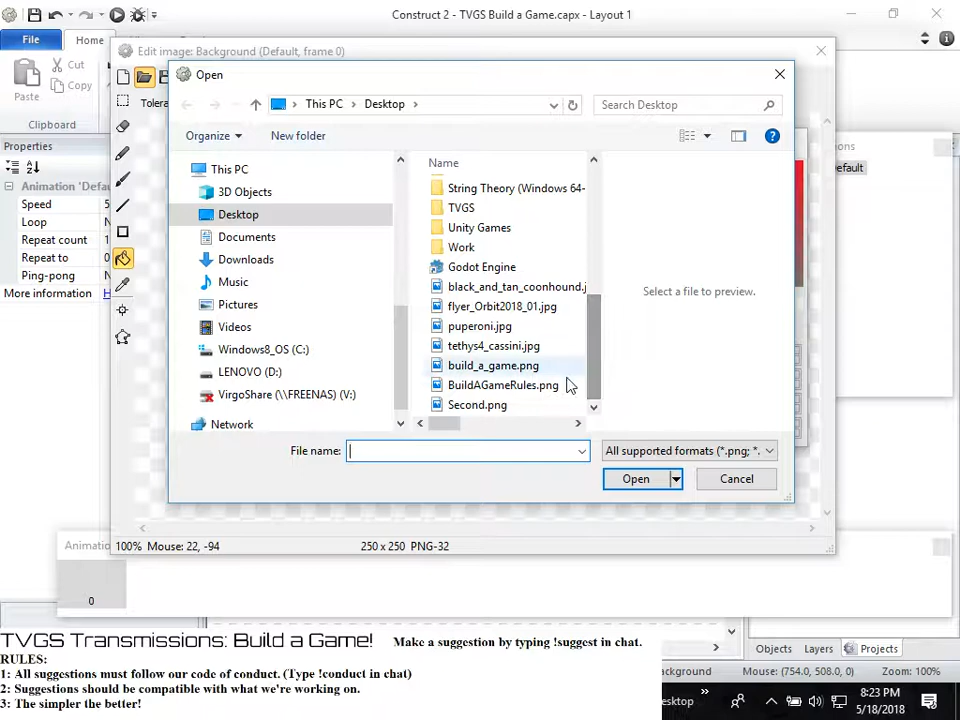 Construct 2 - TVGS Build a Game.capx - Layout 1
File
Home
Cut
Copy
Paste
Clipboard
Edit image: Background (Default, frame 0)
Tolera
Open
This PC
Desktop
Search Desktop
Organize
New folder
Properties
Animation 'Defau
Speed
5
Loop
Repeat count
1
Repeat to
0
Ping-pong
More information
This PC
3D Objects
Desktop
Documents
Downloads
Music
Pictures
Videos
Windows8_OS (C:)
LENOVO (D:)
VirgoShare (\\FREENAS) (V:)
Network
Name
String Theory (Windows 64-
TVGS
Unity Games
Work
Godot Engine
black_and_tan_coonhound.j
flyer_Orbit2018_01.jpg
puperoni.jpg
tethys4_cassini.jpg
build_a_game.png
BuildAGameRules.png
Second.png
Select a file to preview.
ons
efault
File name:
All supported formats (*.png; *.
Open
Cancel
100% Mouse: 22, -94
250 x 250 PNG-32
Animatio
0
Objects
Layers
Projects
ackground
Mouse: (754.0, 508.0, 0)
Zoom: 100%
TVGS Transmissions: Build a Game!
Make a suggestion by typing !suggest in chat.
RULES:
1: All suggestions must follow our code of conduct. (Type !conduct in chat)
2: Suggestions should be compatible with what we're working on.
3: The simpler the better!
esktop
8:23 PM
5/18/2018